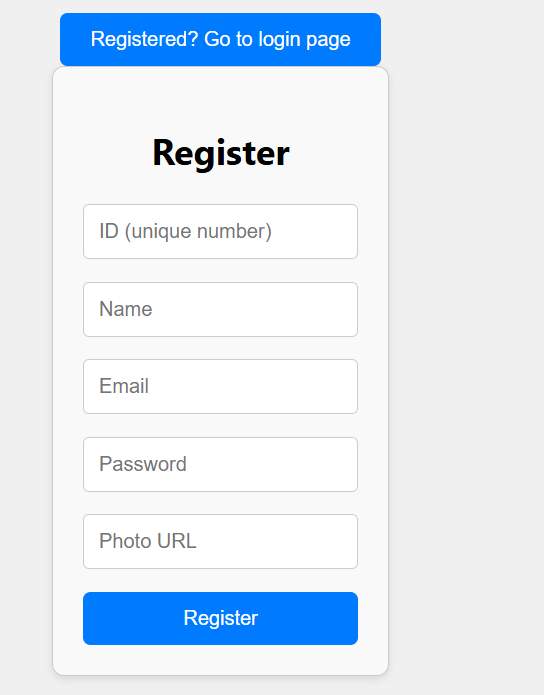 Registered? Go to login page
Register
ID (unique number)
Name
Email
Password
Photo URL
Register